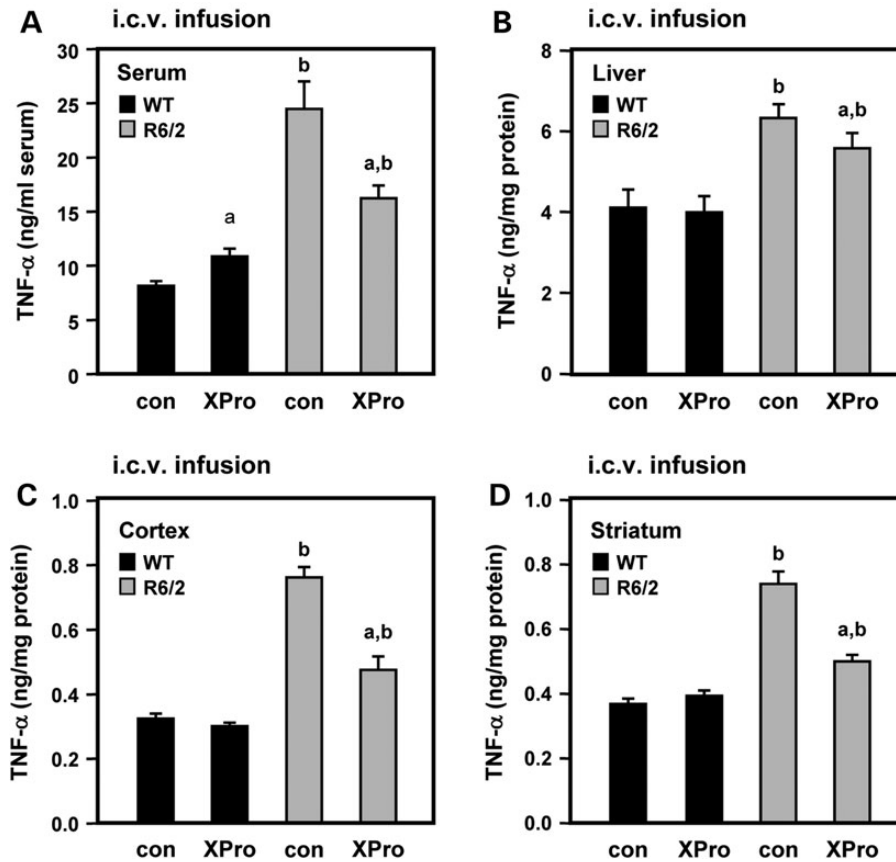 A i.c.v. infusion
TNF-α (ng/ml serum)
30
25
20
15
10
5
0
Serum
WT
R6/2
a
b
a,b
con XPro con XPro
B i.c.v. infusion
TNF-α (ng/mg protein)
8
6
4
2
0
Liver
WT
R6/2
b
a,b
con XPro con XPro
C i.c.v. infusion
TNF-α (ng/mg protein)
1.0
0.8
0.6
0.4
0.2
0.0
Cortex
WT
R6/2
b
a,b
con XPro con XPro
D i.c.v. infusion
TNF-α (ng/mg protein)
1.0
0.8
0.6
0.4
0.2
0.0
Striatum
WT
R6/2
b
a,b
con XPro con XPro